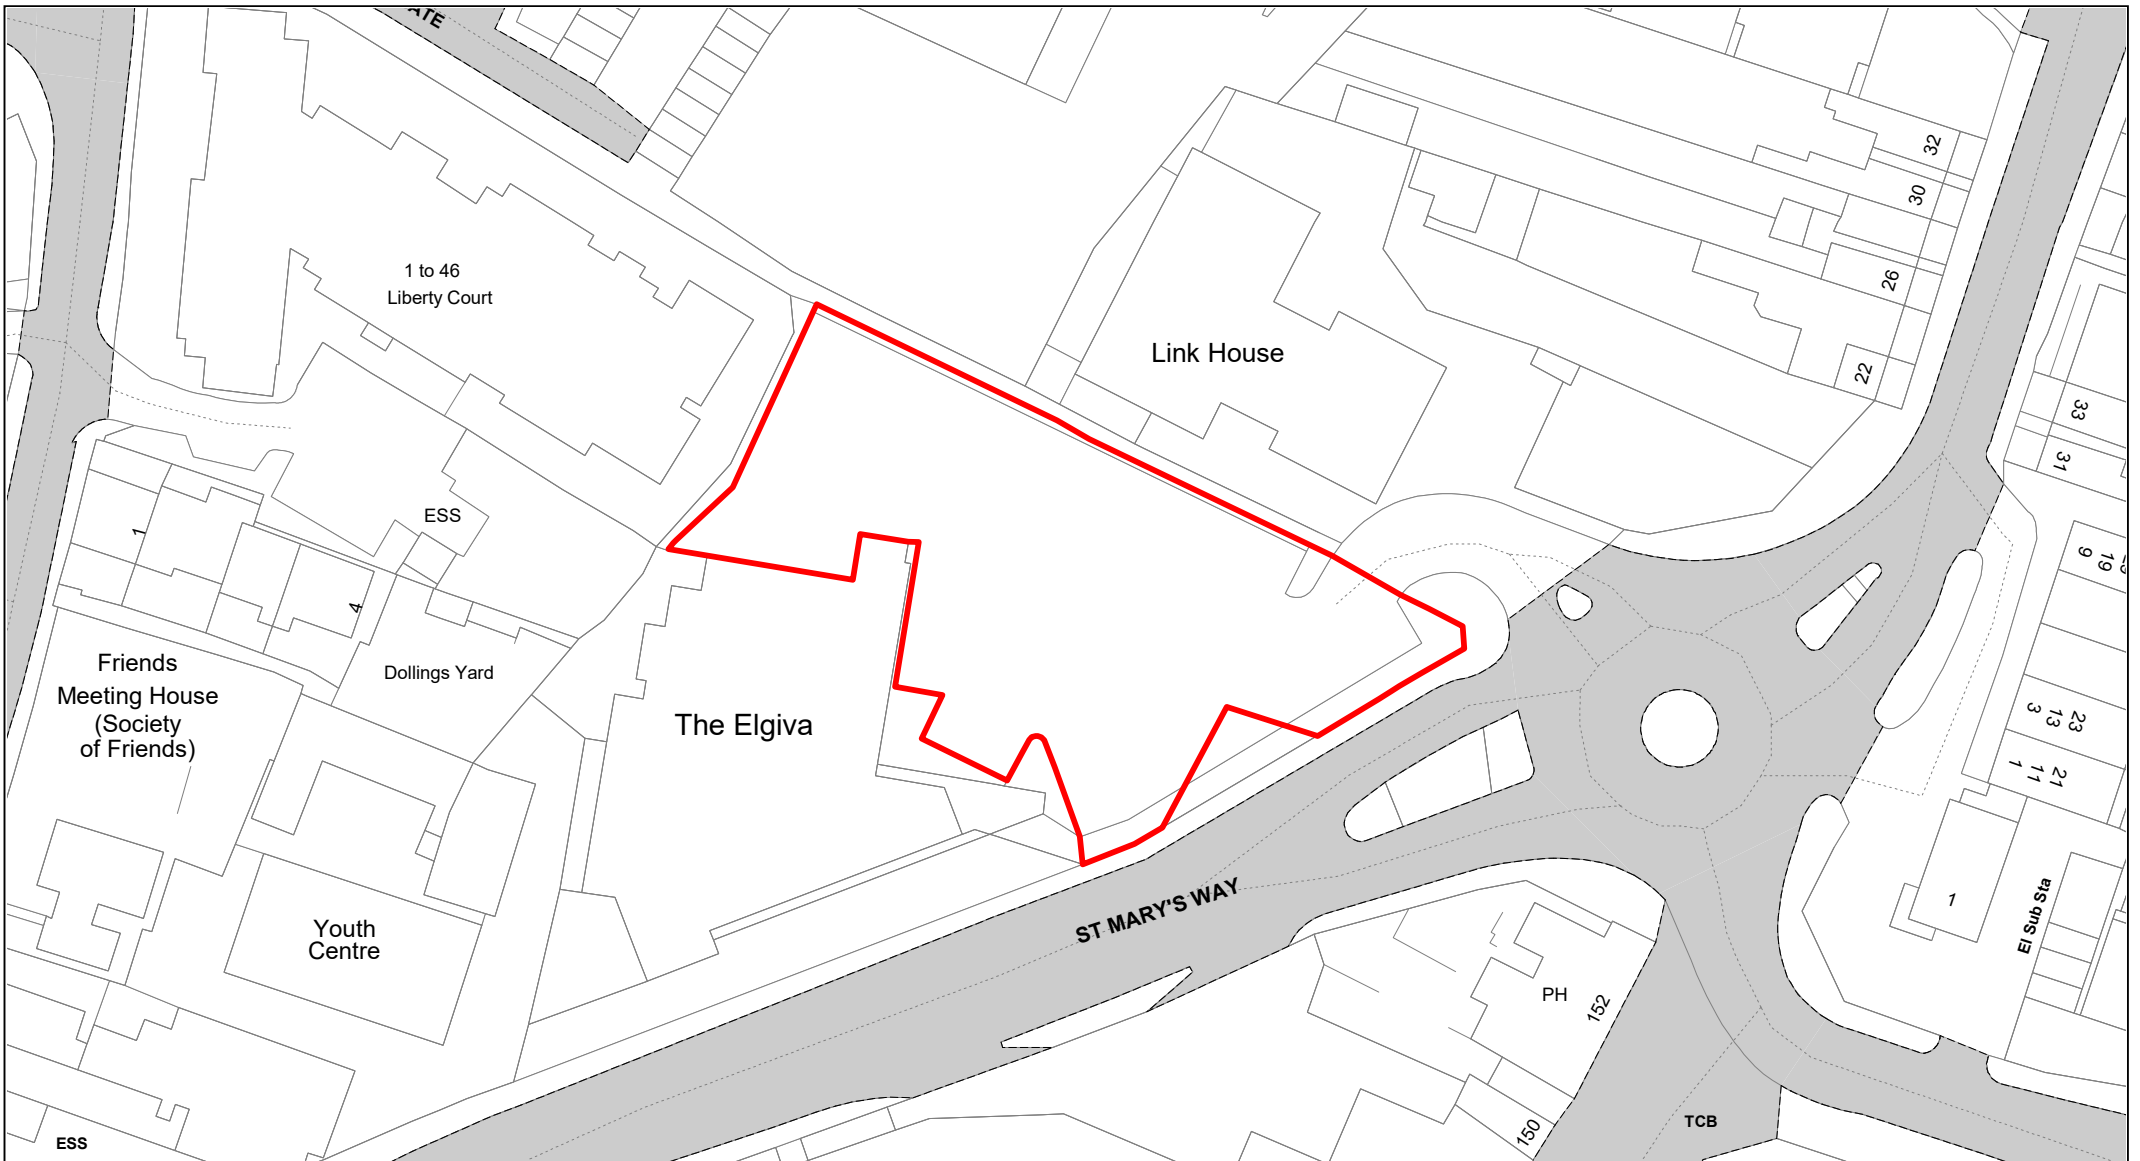 ATE
32
30
26
22
33
31
1 to 46
Liberty Court
Link House
ESS
1
4
19
9
Friends
Meeting House
(Society
of Friends)
Dollings Yard
The Elgiva
23
13
3
21
11
1
Youth
Centre
ST MARY'S WAY
PH
152
1
El Sub Sta
150
TCB
ESS